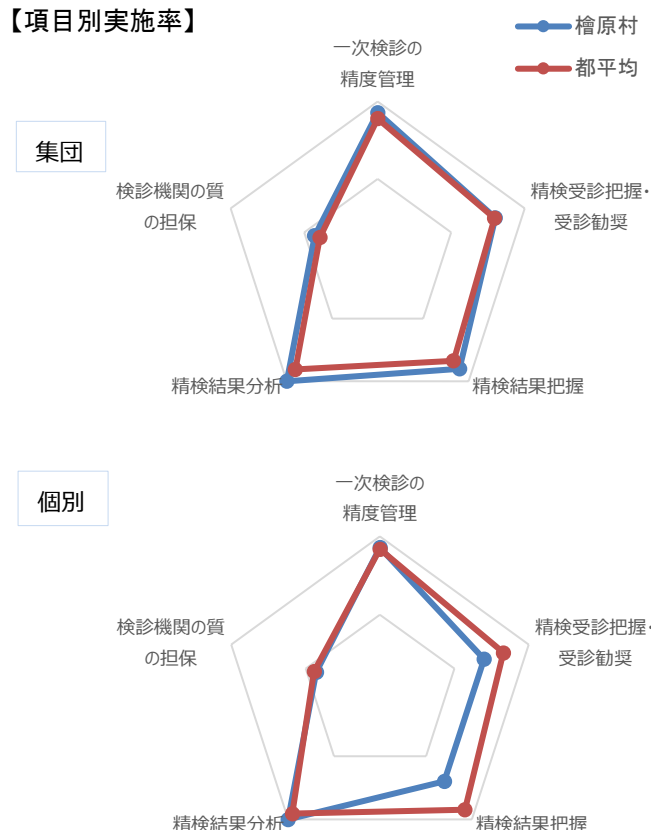 【項目別実施率】
檜原村
都平均
集団
一次検診の
精度管理
精検受診把握・
受診勧奨
精検結果把握
精検結果分析
検診機関の質
の担保
個別
一次検診の
精度管理
精検受診把握・
受診勧奨
精検結果把握
精検結果分析
検診機関の質
の担保